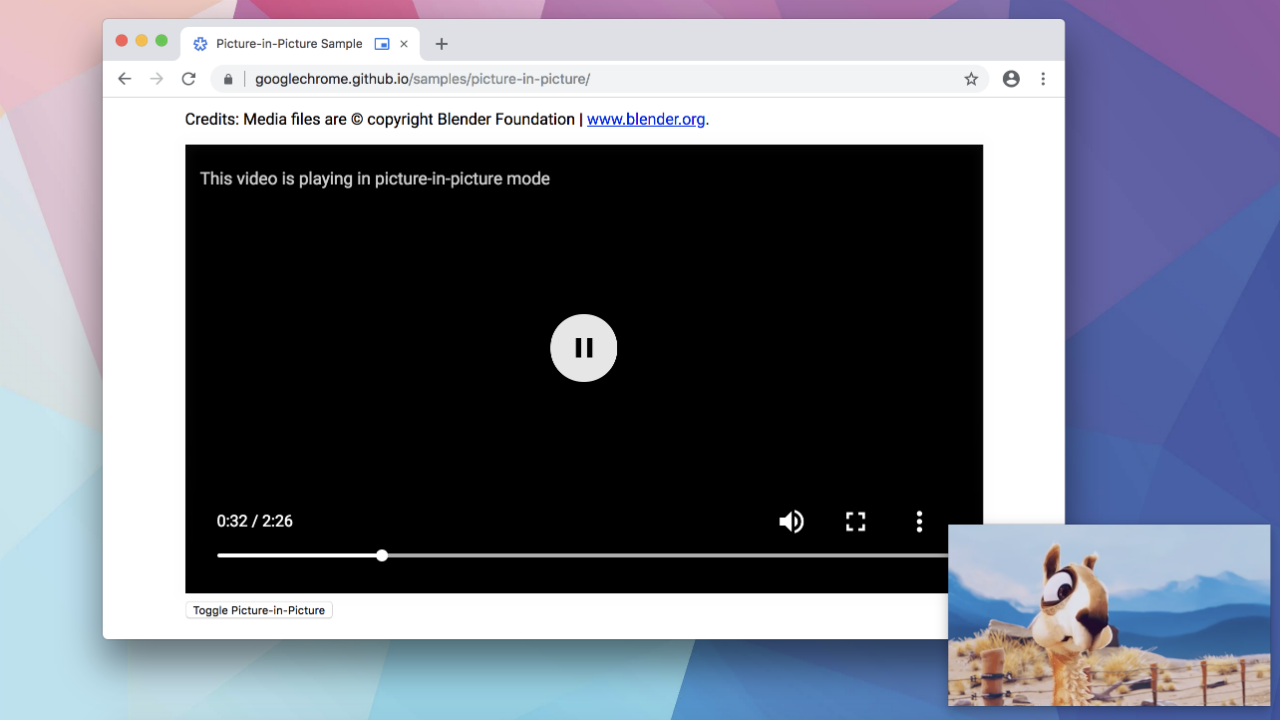 Picture-in-Picture Sample
googlechrome.github.io/samples/picture-in-picture/
Credits: Media files are © copyright Blender Foundation | www.blender.org.
This video is playing in picture-in-picture mode
0:32 / 2:26
Toggle Picture-in-Picture